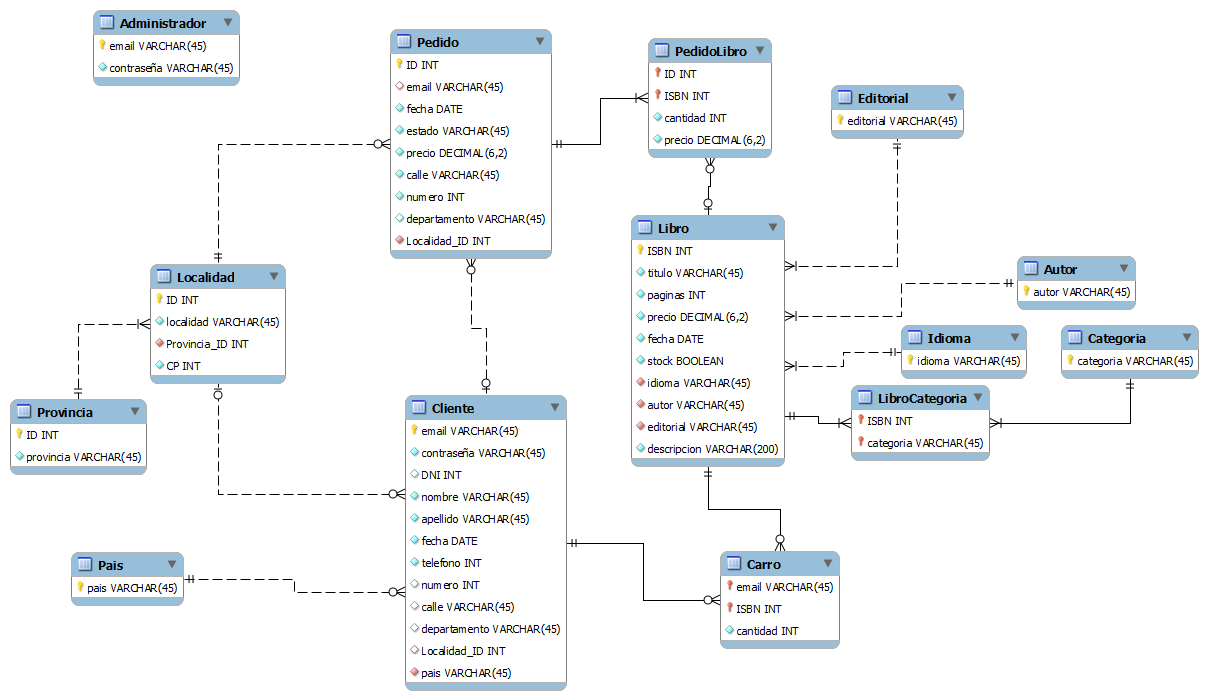 Administrador
email VARCHAR(45)
contraseña VARCHAR(45)
Pedido
ID INT
email VARCHAR(45)
fecha DATE
estado VARCHAR(45)
precio DECIMAL(6,2)
calle VARCHAR(45)
numero INT
departamento VARCHAR(45)
Localidad_ID INT
PedidoLibro
ID INT
ISBN INT
cantidad INT
precio DECIMAL(6,2)
Editorial
editorial VARCHAR(45)
Libro
ISBN INT
titulo VARCHAR(45)
paginas INT
precio DECIMAL(6,2)
fecha DATE
stock BOOLEAN
idioma VARCHAR(45)
autor VARCHAR(45)
editorial VARCHAR(45)
descripcion VARCHAR(200)
Autor
autor VARCHAR(45)
Idioma
idioma VARCHAR(45)
Categoria
categoria VARCHAR(45)
LibroCategoria
ISBN INT
categoria VARCHAR(45)
Localidad
ID INT
localidad VARCHAR(45)
Provincia_ID INT
CP INT
Provincia
ID INT
provincia VARCHAR(45)
Cliente
email VARCHAR(45)
contraseña VARCHAR(45)
DNI INT
nombre VARCHAR(45)
apellido VARCHAR(45)
fecha DATE
telefono INT
numero INT
calle VARCHAR(45)
departamento VARCHAR(45)
Localidad_ID INT
pais VARCHAR(45)
Pais
pais VARCHAR(45)
Carro
email VARCHAR(45)
ISBN INT
cantidad INT